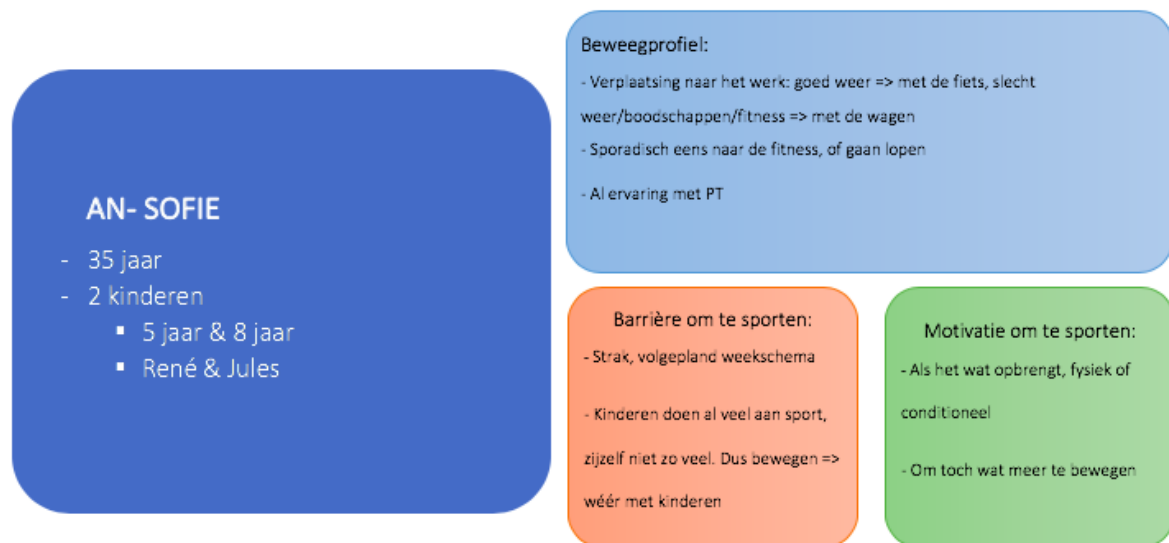 AN- SOFIE
- 35 jaar
- 2 kinderen
▪ 5 jaar & 8 jaar
▪ René & Jules
Beweegprofiel:
- Verplaatsing naar het werk: goed weer => met de fiets, slecht
weer/boodschappen/fitness => met de wagen
- Sporadisch eens naar de fitness, of gaan lopen
- Al ervaring met PT
Barrière om te sporten:
- Strak, volgepland weekschema
- Kinderen doen al veel aan sport,
zijzelf niet zo veel. Dus bewegen =>
wéér met kinderen
Motivatie om te sporten:
- Als het wat opbrengt, fysiek of
conditioneel
- Om toch wat meer te bewegen